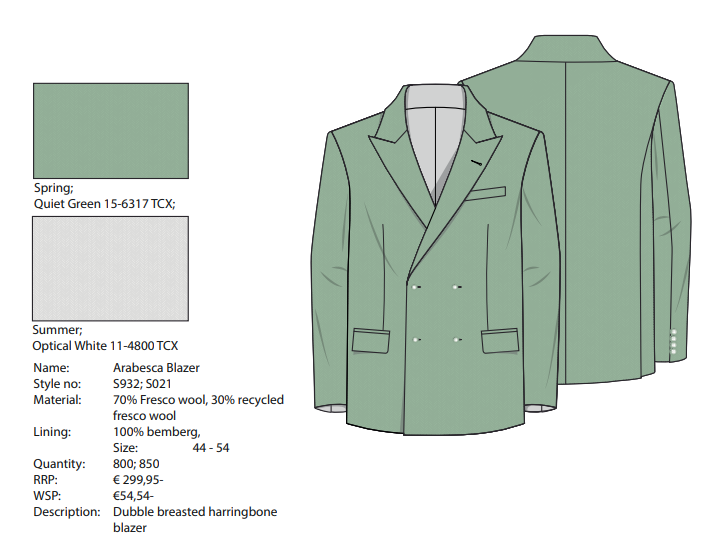 Spring;
Quiet Green 15-6317 TCX;
Summer;
Optical White 11-4800 TCX
Name: Arabesca Blazer
Style no: S932; S021
Material: 70% Fresco wool, 30% recycled
fresco wool
Lining: 100% bemberg,
Size: 44 - 54
Quantity: 800; 850
RRP: € 299,95-
WSP: €54,54-
Description: Dubble breasted harringbone
blazer